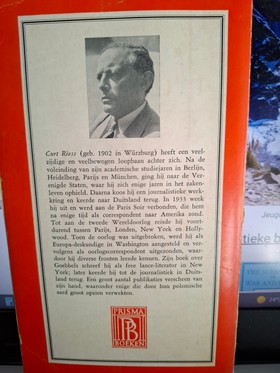 Curt Riess (geb. 1902 in Würzburg) heeft een veel-
zijdige en veelbewogen loopbaan achter zich. Na de
voleinding van zijn academische studiejaren in Berlijn,
Heidelberg, Parijs en München, ging hij naar de Ver-
enigde Staten, waar hij zich enige jaren in het zaken-
leven ophield. Daarna koos hij een journalistieke werk-
kring en keerde naar Duitsland terug. In 1933 week
hij uit en werd aan de Paris Soir verbonden, die hem
na enige tijd als correspondent naar Amerika zond.
Tot aan de tweede Wereldoorlog reisde hij voort-
durend tussen Parijs, Londen, New York en Holly-
wood. Toen de oorlog was uitgebroken, werd hij als
Europa-deskundige in Washington aangesteld en ver-
volgens als oorlogscorrespondent uitgezonden, waar-
door hij diverse fronten leerde kennen. Zijn boek over
Goebbels schreef hij als free lance-litterator in New
York; later keerde hij tot de journalistiek in Duits-
land terug. Een groot aantal publikaties verscheen van
zijn hand, waaronder enige die door hun polemische
aard groot opzien verwekten.
PRISMA
PB
BOEKEN
Jeug
tieke b